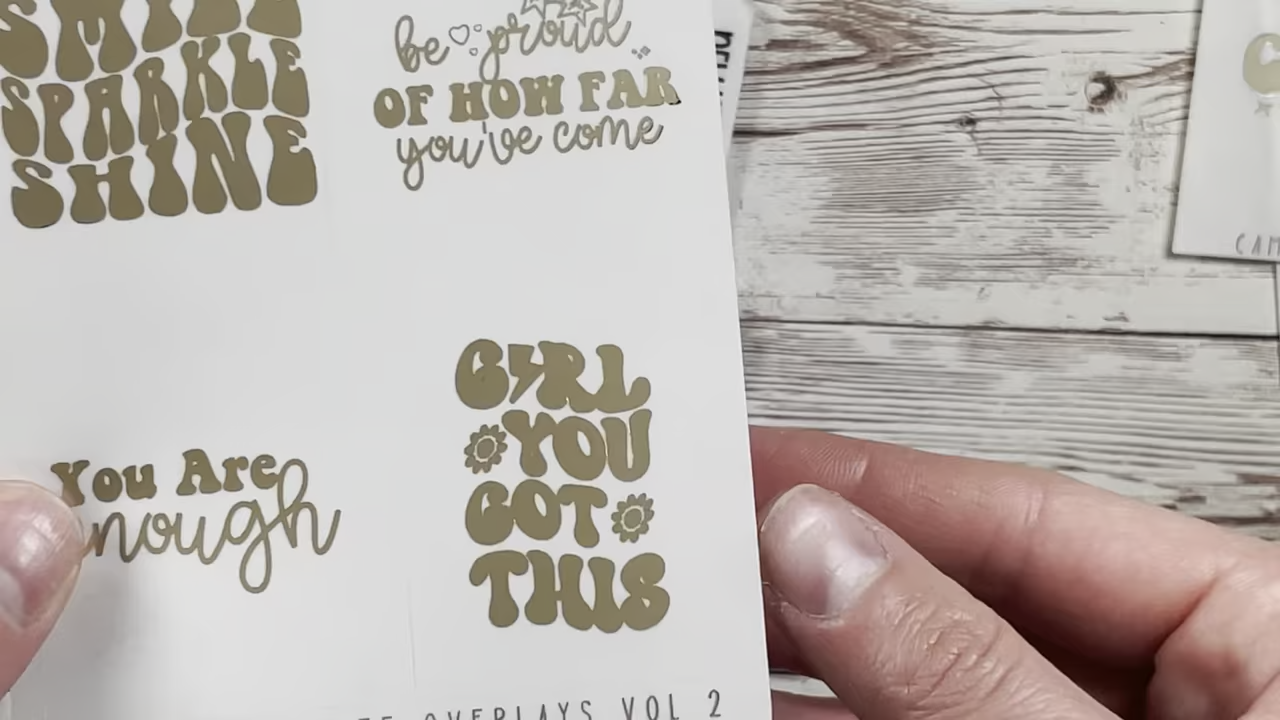 SMILE
SPARKLE
SHINE
be proud
OF HOW FAR
you've come
You Are
GIRL
YOU
GOT
THIS
OVERLAYS VOL 2